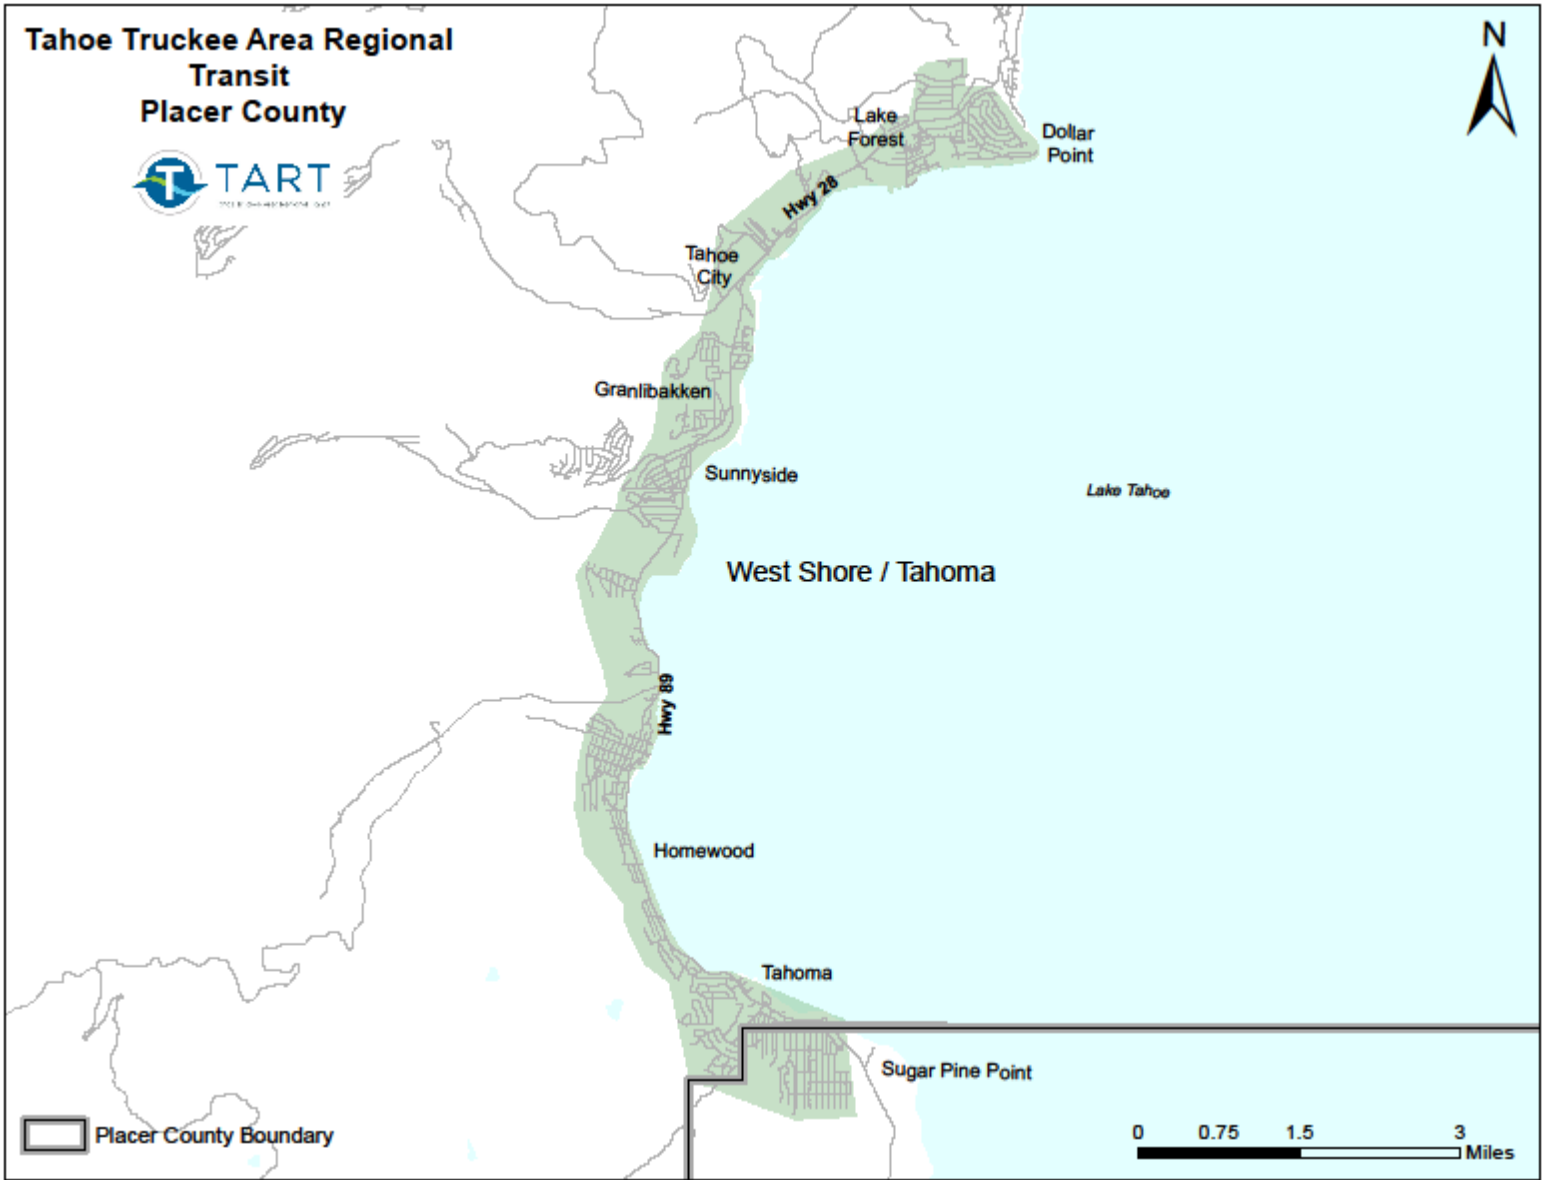 Tahoe Truckee Area Regional
Transit
Placer County
TART
N
Lake
Forest
Dollar
Point
Hwy 28
Tahoe
City
Granlibakken
Sunnyside
Lake Tahoe
West Shore / Tahoma
Hwy 89
Homewood
Tahoma
Sugar Pine Point
Placer County Boundary
0 0.75 1.5 3
Miles